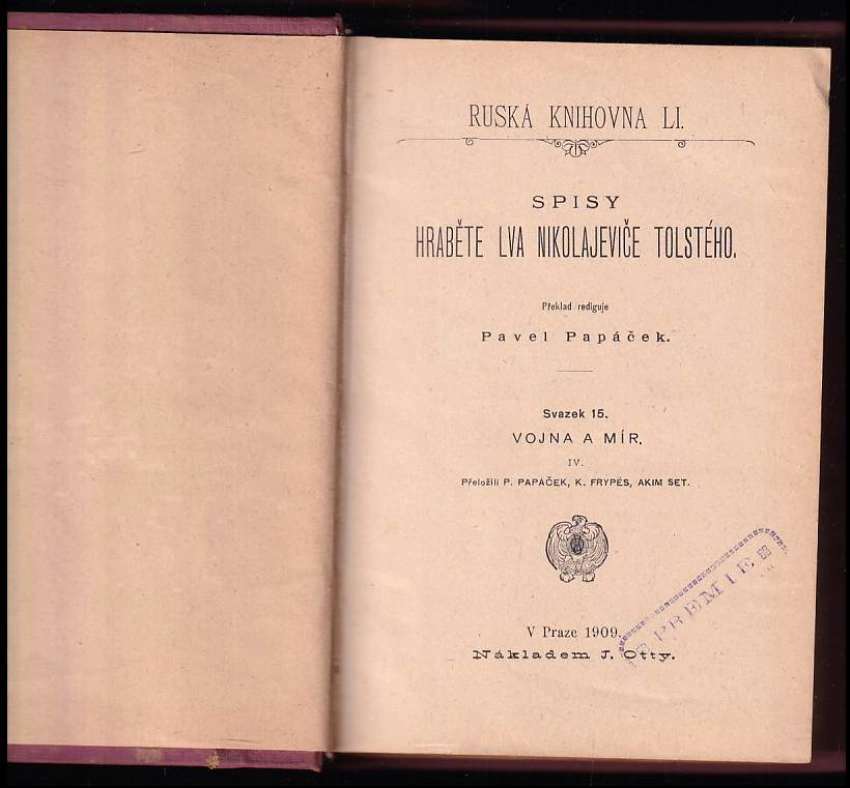 RUSKÁ KNIHOVNA LI.
SPISY
HRABĚTE LVA NIKOLAJEVIČE TOLSTÉHO.
Překlad rediguje
Pavel Papáček.
Svazek 15.
VOJNA A MÍR.
IV.
Přeložili P. PAPÁČEK, K. FRYPÉS, AKIM SET.
V Praze 1909.
Nákladem J. Otty.
PREMIE